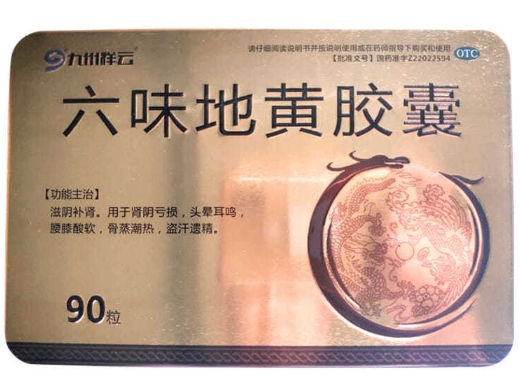 九州祥云
请仔细阅读说明书并按说明使用或在药师指导下购买和使用
【批准文号】国药准字Z22022594
OTC
六味地黄胶囊
【功能主治】
滋阴补肾。用于肾阴亏损，头晕耳鸣，
腰膝酸软，骨蒸潮热，盗汗遗精。
90粒